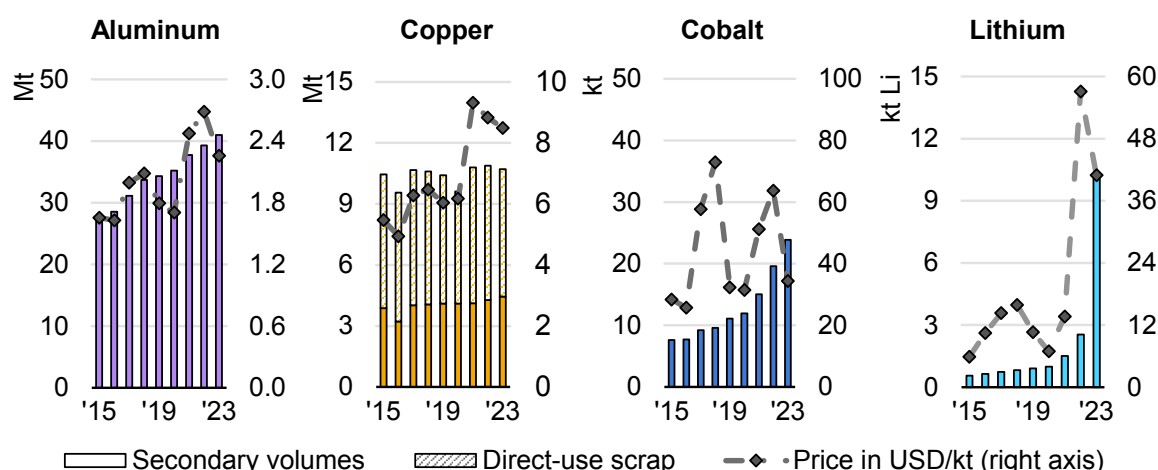 Aluminum Copper Cobalt Lithium
Mt 50 3.0 Mt 15 10 kt 50 100 kt Li 15 60
40 2.4 12 8 40 80 12 48
30 1.8 9 6 30 60 9 36
20 1.2 6 4 20 40 6 24
10 0.6 3 2 10 20 3 12
0 0.0 0 0 0 0 0 0
'15 '19 '23 '15 '19 '23 '15 '19 '23 '15 '19 '23
Secondary volumes Direct-use scrap Price in USD/kt (right axis)